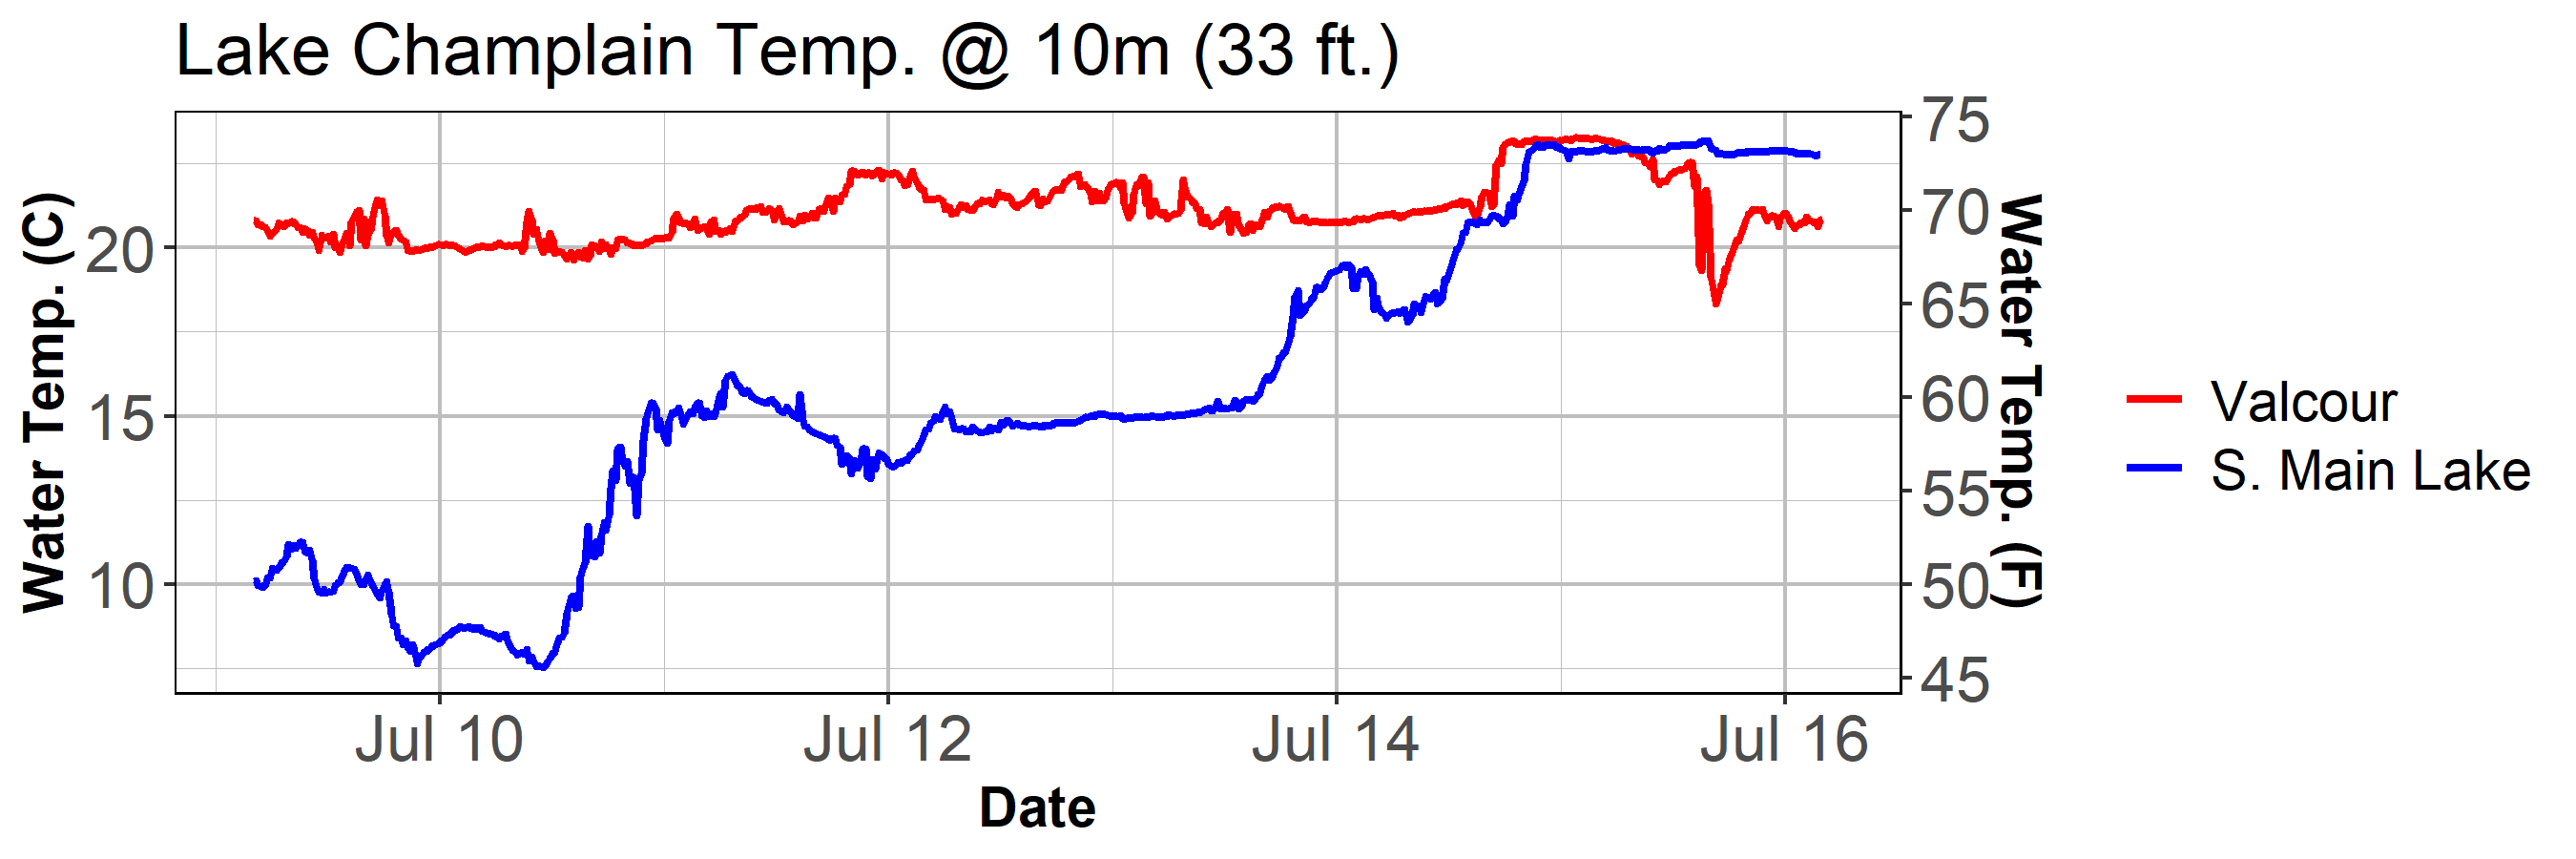 Lake Champlain Temp. @ 10m (33 ft.)
Water Temp. (C)
20
15
10
75
70
65
60
55
50
45
Water Temp. (F)
Jul 10
Jul 12
Jul 14
Jul 16
Date
Valcour
S. Main Lake